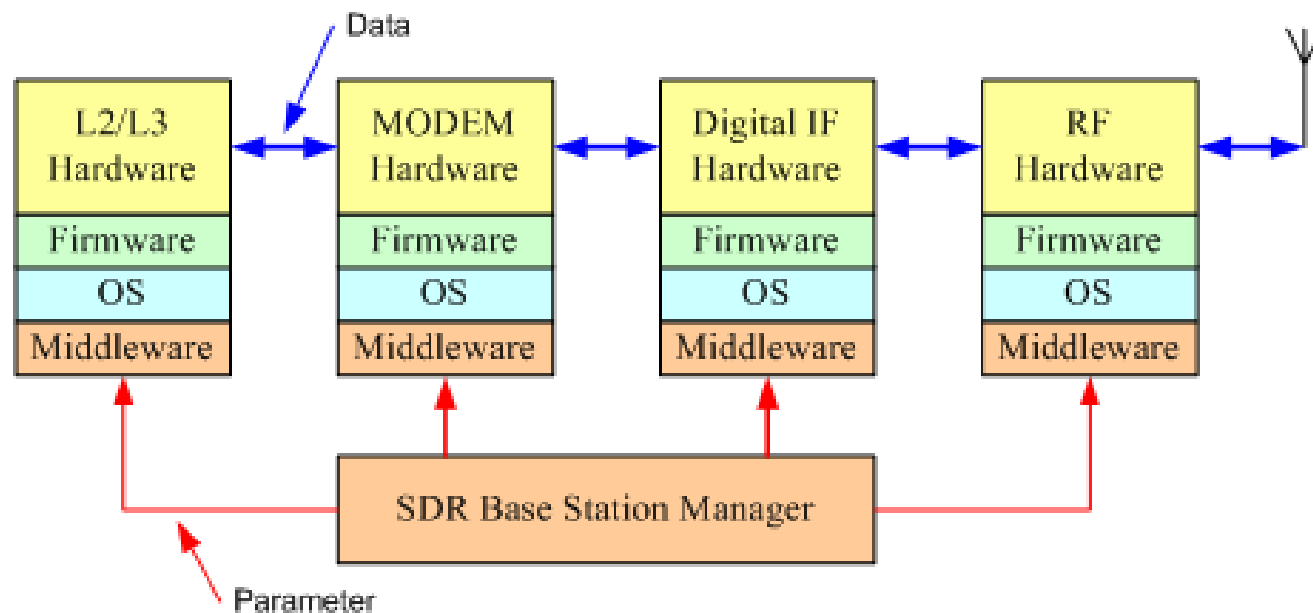 Data
L2/L3
Hardware
MODEM
Hardware
Digital IF
Hardware
RF
Hardware
Firmware
Firmware
Firmware
Firmware
OS
OS
OS
OS
Middleware
Middleware
Middleware
Middleware
SDR Base Station Manager
Parameter